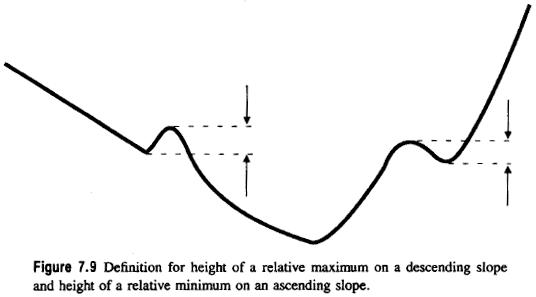 Figure 7.9 Definition for height of a relative maximum on a descending slope
and height of a relative minimum on an ascending slope.